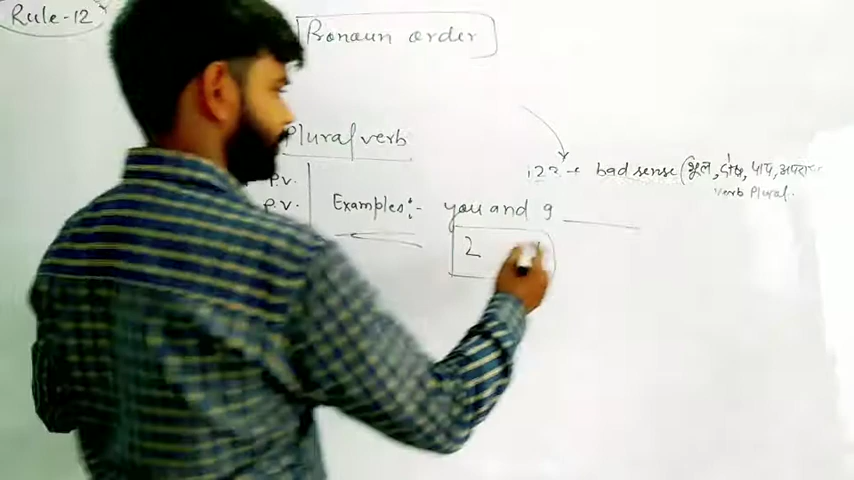 Rule-12
Pronoun order
Plural verb
123 → bad sense (भूल, दोष, पाप, अपराध
verb Plural.
P.V.
P.V.
Examples:- you and I
2